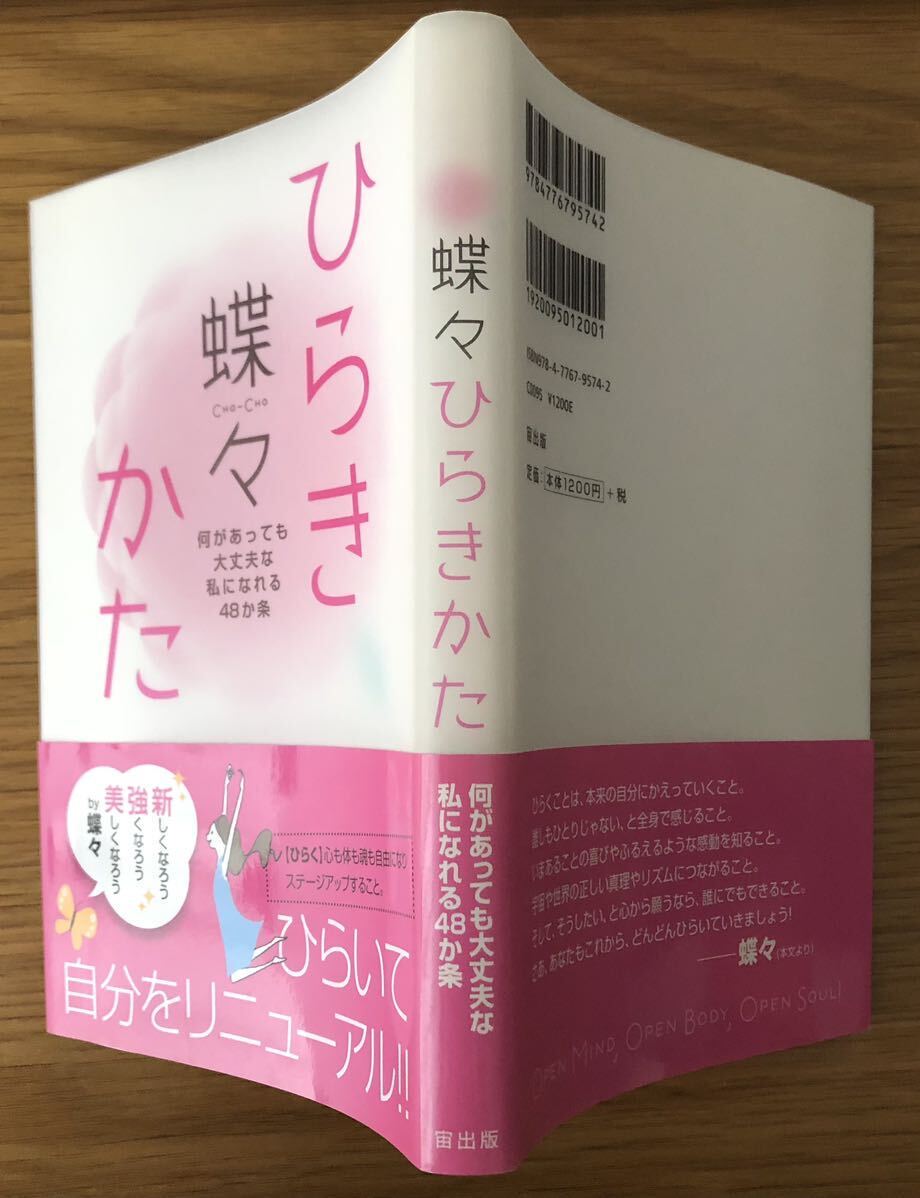 ひらき
かた
蝶々
CHO-CHO
何があっても
大丈夫な
私になれる
48か条
新しくなろう
強くなろう
美しくなろう
by 蝶々
【ひらく】心も体も魂も自由になり
ステージアップすること。
ひらいて
自分をリニューアル!!
蝶々 ひらきかた
何があっても大丈夫な
私になれる48か条
宙出版
9784776795742
1920095012001
ISBN978-4-7767-9574-2
C0095 ¥1200E
宙出版
定価：本体1200円＋税
ひらくことは、本来の自分にかえっていくこと。
誰しもひとりじゃない、と全身で感じること。
いまあることの喜びやふるえるような感動を知ること。
宇宙や世界の正しい真理やリズムにつながること。
そして、そうしたい、と心から願うなら、誰にでもできること。
さあ、あなたもこれから、どんどんひらいていきましょう!
――蝶々(本文より)
OPEN MIND, OPEN BODY, OPEN SOUL!